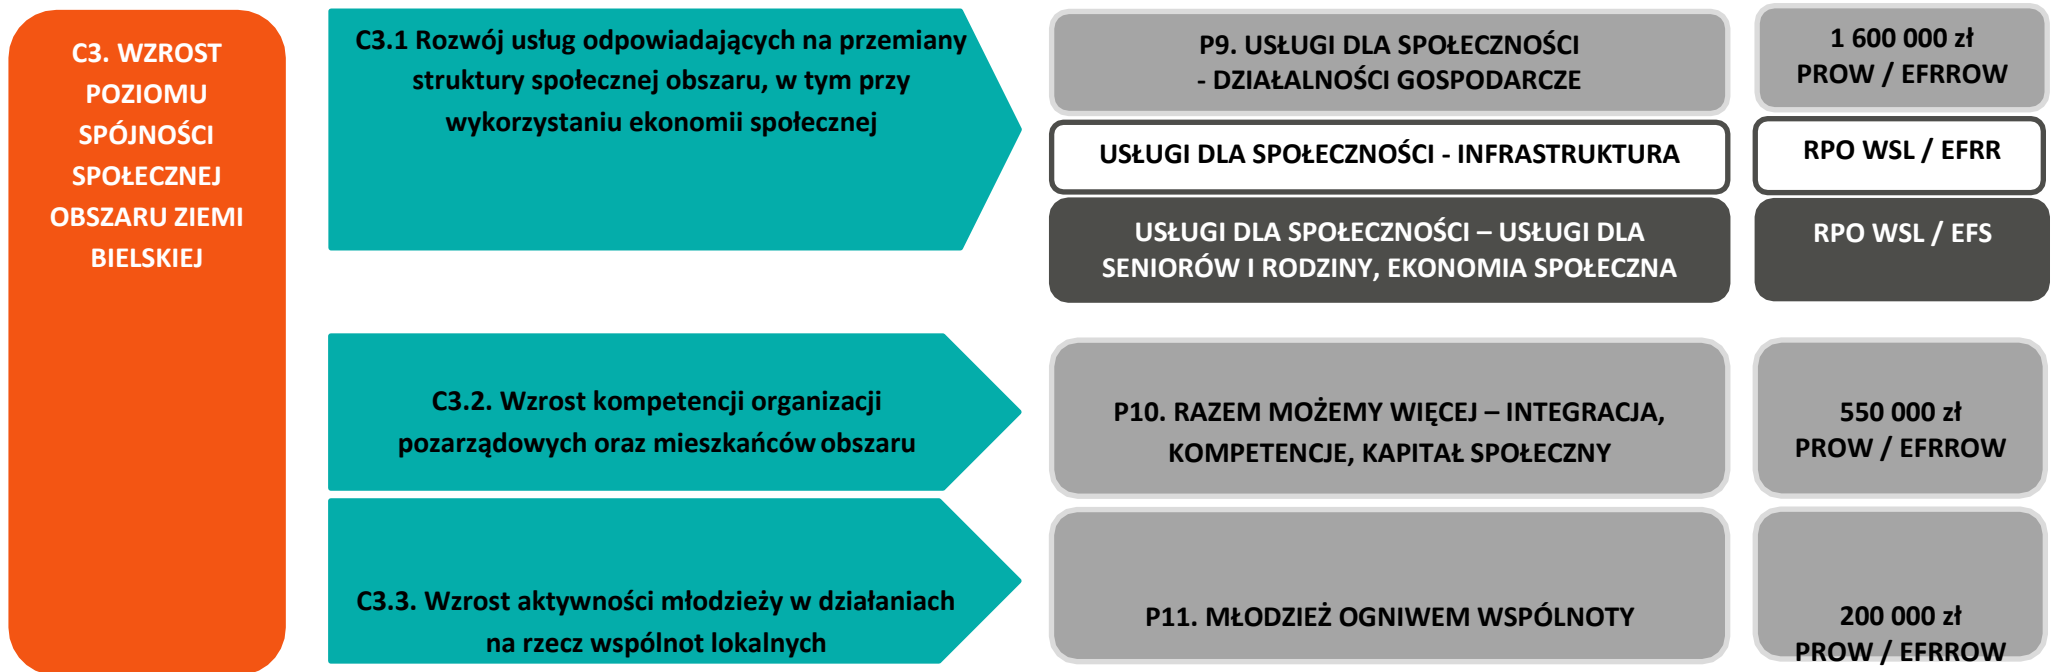 C3. WZROST
POZIOMU
SPÓJNOŚCI
SPOŁECZNEJ
OBSZARU ZIEMI
BIELSKIEJ
C3.1 Rozwój usług odpowiadających na przemiany
struktury społecznej obszaru, w tym przy
wykorzystaniu ekonomii społecznej
P9. USŁUGI DLA SPOŁECZNOŚCI
- DZIAŁALNOŚCI GOSPODARCZE
1 600 000 zł
PROW / EFRROW
USŁUGI DLA SPOŁECZNOŚCI - INFRASTRUKTURA
RPO WSL / EFRR
USŁUGI DLA SPOŁECZNOŚCI – USŁUGI DLA
SENIORÓW I RODZINY, EKONOMIA SPOŁECZNA
RPO WSL / EFS
C3.2. Wzrost kompetencji organizacji
pozarządowych oraz mieszkańców obszaru
P10. RAZEM MOŻEMY WIĘCEJ – INTEGRACJA,
KOMPETENCJE, KAPITAŁ SPOŁECZNY
550 000 zł
PROW / EFRROW
C3.3. Wzrost aktywności młodzieży w działaniach
na rzecz wspólnot lokalnych
P11. MŁODZIEŻ OGNIWEM WSPÓLNOTY
200 000 zł
PROW / EFRROW